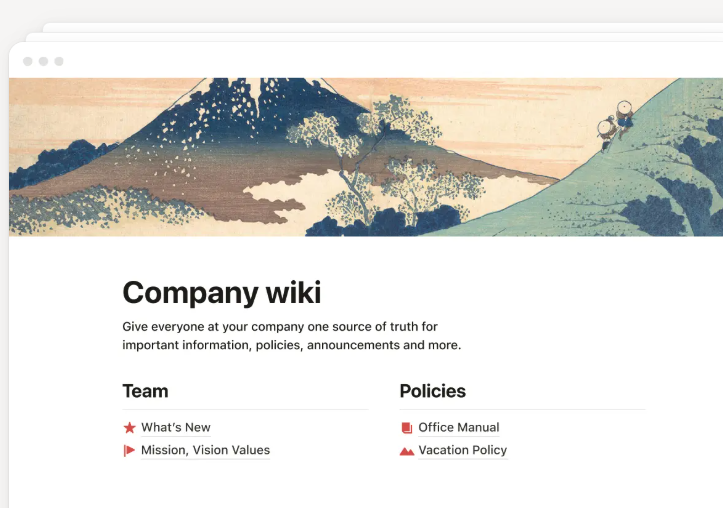 Company wiki
Give everyone at your company one source of truth for
important information, policies, announcements and more.
Team
What's New
Mission, Vision Values
Policies
Office Manual
Vacation Policy